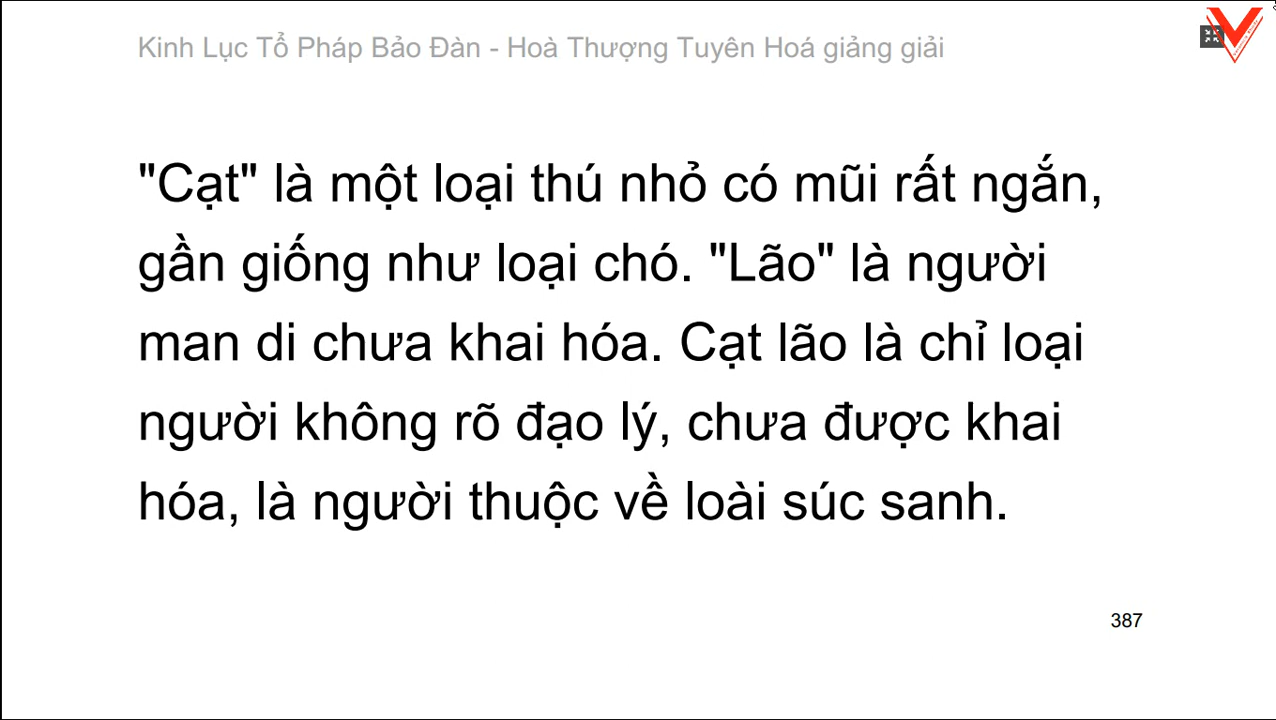 Kinh Lục Tổ Pháp Bảo Đàn - Hoà Thượng Tuyên Hoá giảng giải
"Cạt" là một loại thú nhỏ có mũi rất ngắn,
gần giống như loại chó. "Lão" là người
man di chưa khai hóa. Cạt lão là chỉ loại
người không rõ đạo lý, chưa được khai
hóa, là người thuộc về loài súc sanh.
387